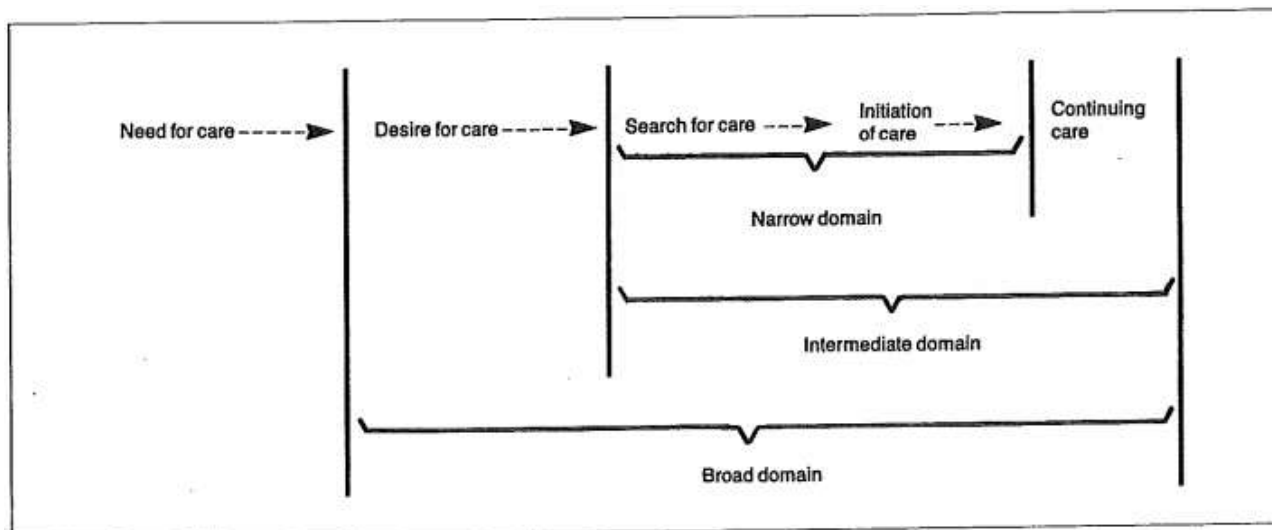 Need for care
Desire for care
Search for care
Initiation
of care
Continuing
care
Narrow domain
Intermediate domain
Broad domain